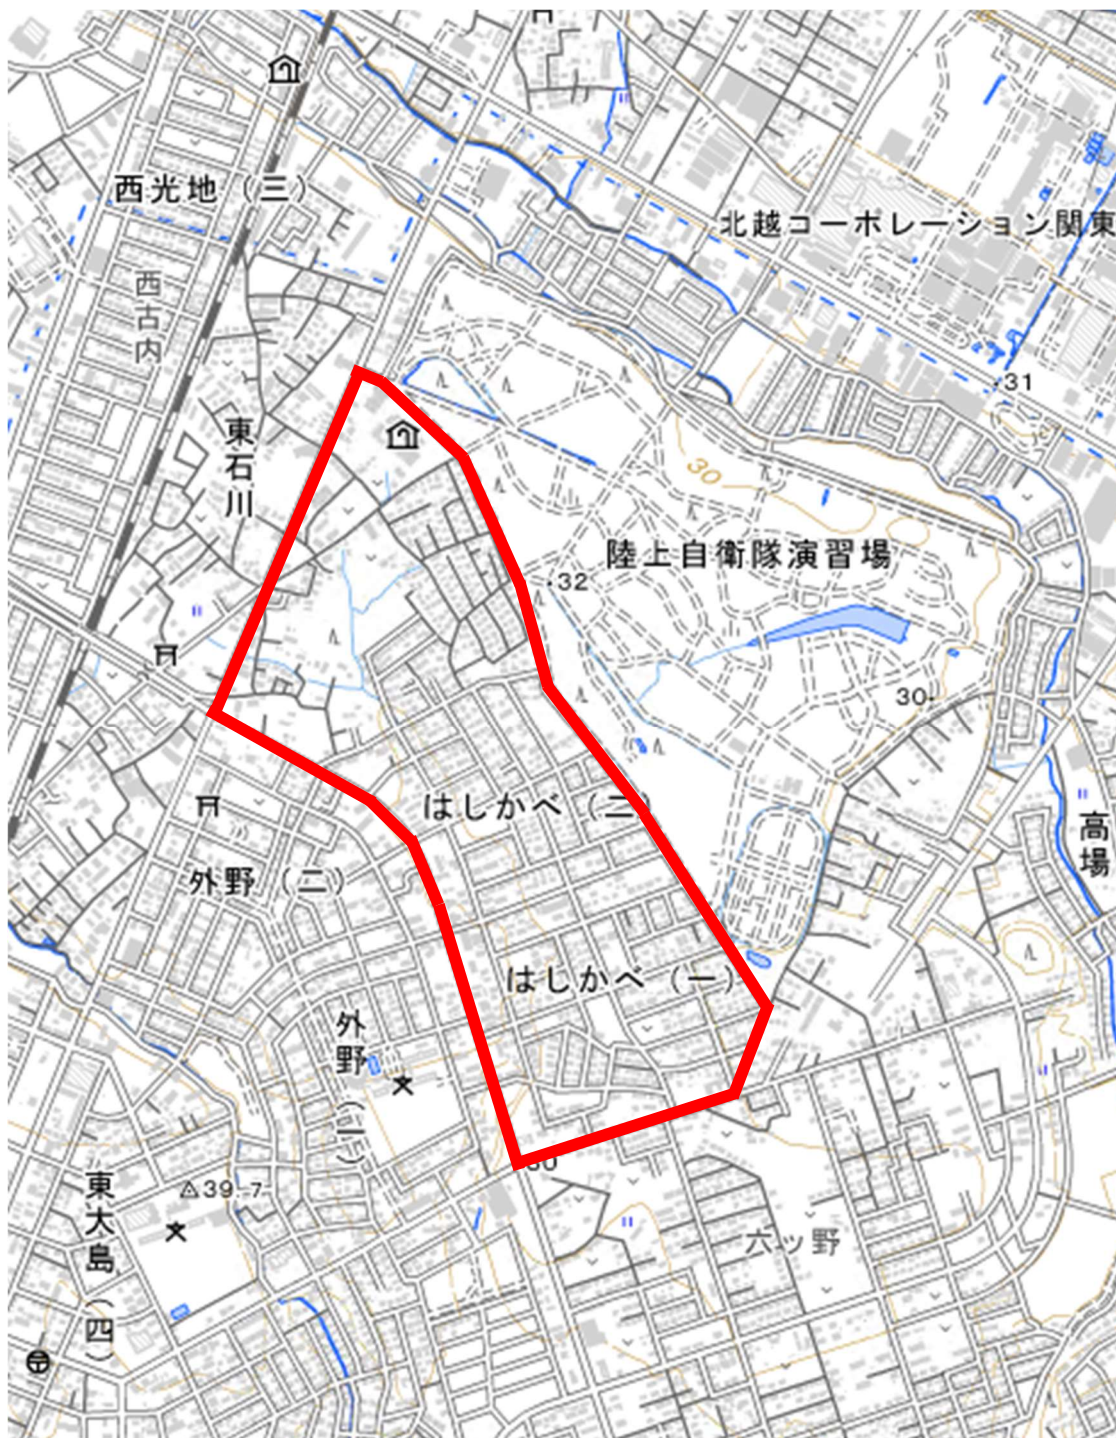 西光地（三）
北越コーポレーション関東
西古内
31
東石川
30
陸上自衛隊演習場
32
30
はしかべ（二）
高場
外野（二）
はしかべ（一）
外野（一）
30
東大島（四）
39.7
六ッ野